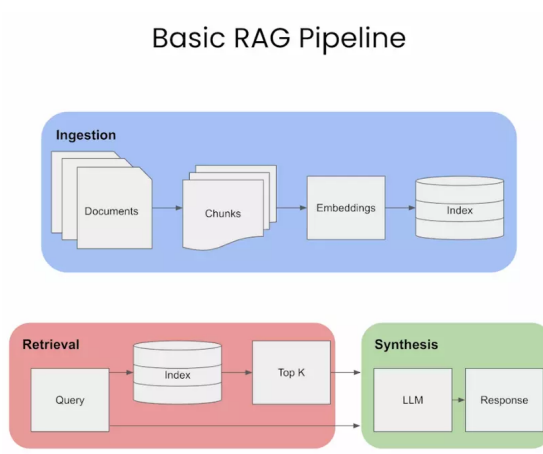 Basic RAG Pipeline
Ingestion
Documents
Chunks
Embeddings
Index
Retrieval
Query
Index
Top K
Synthesis
LLM
Response